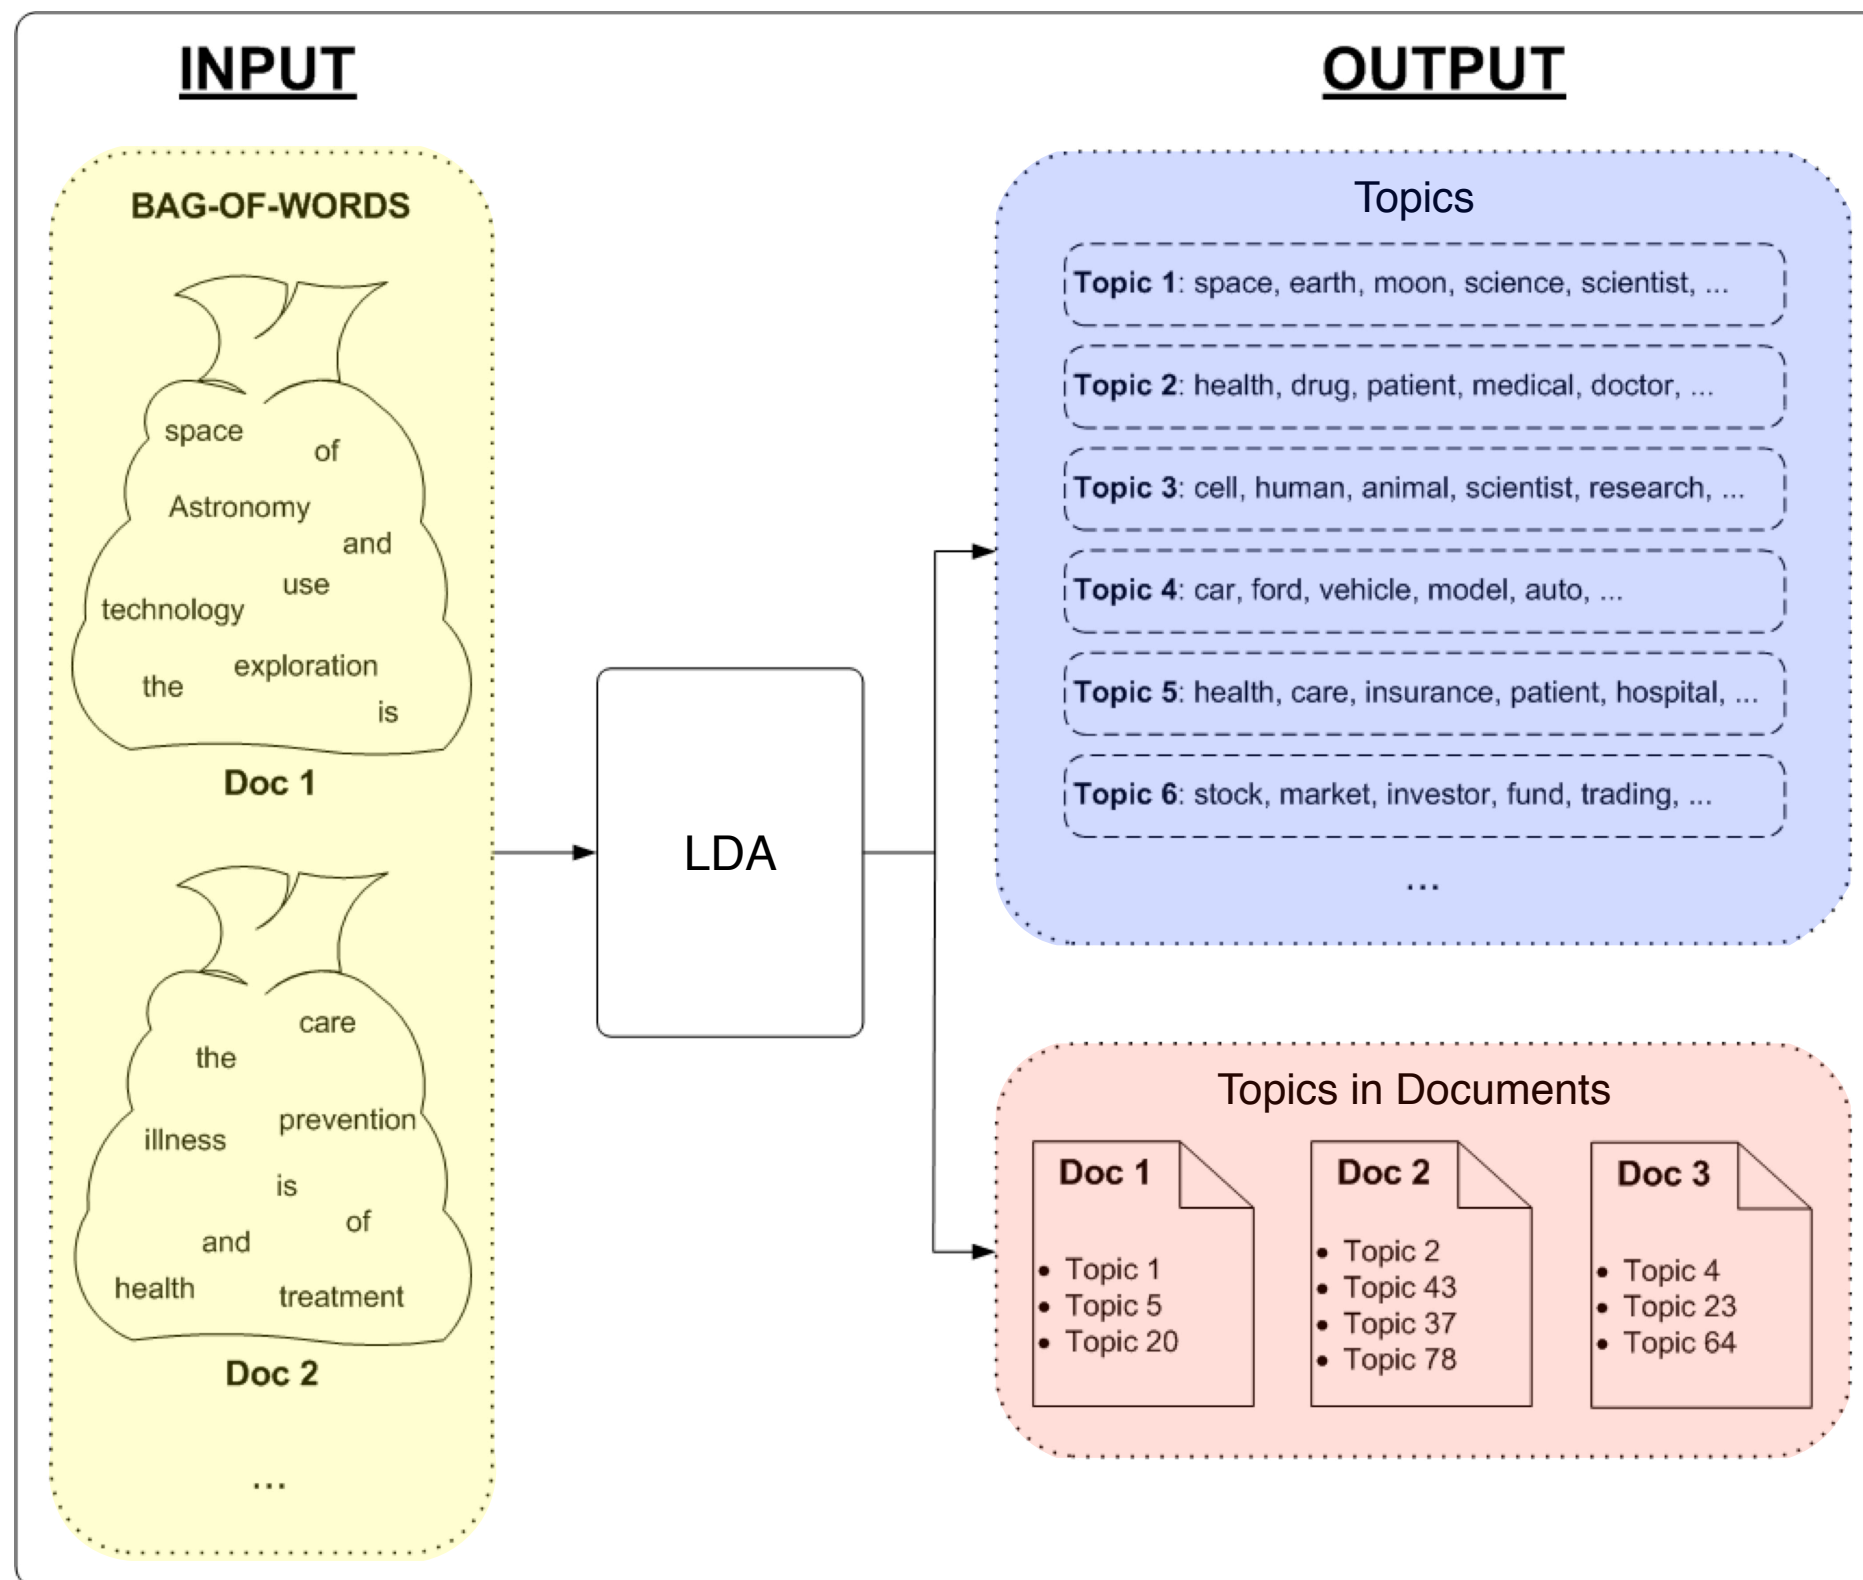 INPUT
BAG-OF-WORDS
space
of
Astronomy
and
use
technology
exploration
the
is
Doc 1
care
the
prevention
illness
is
of
and
health
treatment
Doc 2
...
LDA
OUTPUT
Topics
Topic 1: space, earth, moon, science, scientist, ...
Topic 2: health, drug, patient, medical, doctor, ...
Topic 3: cell, human, animal, scientist, research, ...
Topic 4: car, ford, vehicle, model, auto, ...
Topic 5: health, care, insurance, patient, hospital, ...
Topic 6: stock, market, investor, fund, trading, ...
...
Topics in Documents
Doc 1
• Topic 1
• Topic 5
• Topic 20
Doc 2
• Topic 2
• Topic 43
• Topic 37
• Topic 78
Doc 3
• Topic 4
• Topic 23
• Topic 64